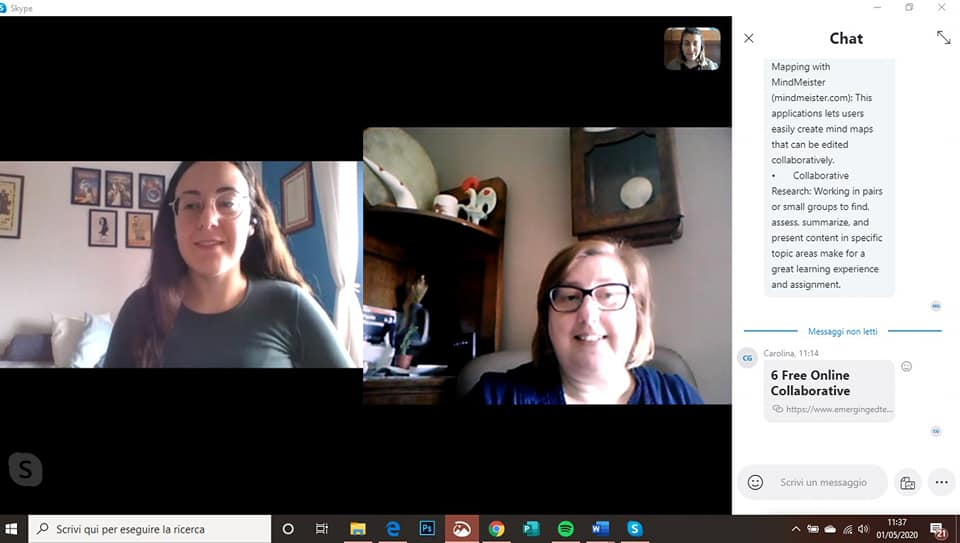 Skype
Chat
Mapping with
MindMeister
(mindmeister.com): This
applications lets users
easily create mind maps
that can be edited
collaboratively.
• Collaborative
Research: Working in pairs
or small groups to find,
assess, summarize, and
present content in specific
topic areas make for a
great learning experience
and assignment.
Messaggi non letti
CG
Carolina, 11:14
6 Free Online
Collaborative
https://www.emergingedte...
Scrivi un messaggio
Scrivi qui per eseguire la ricerca
11:37
01/05/2020
21